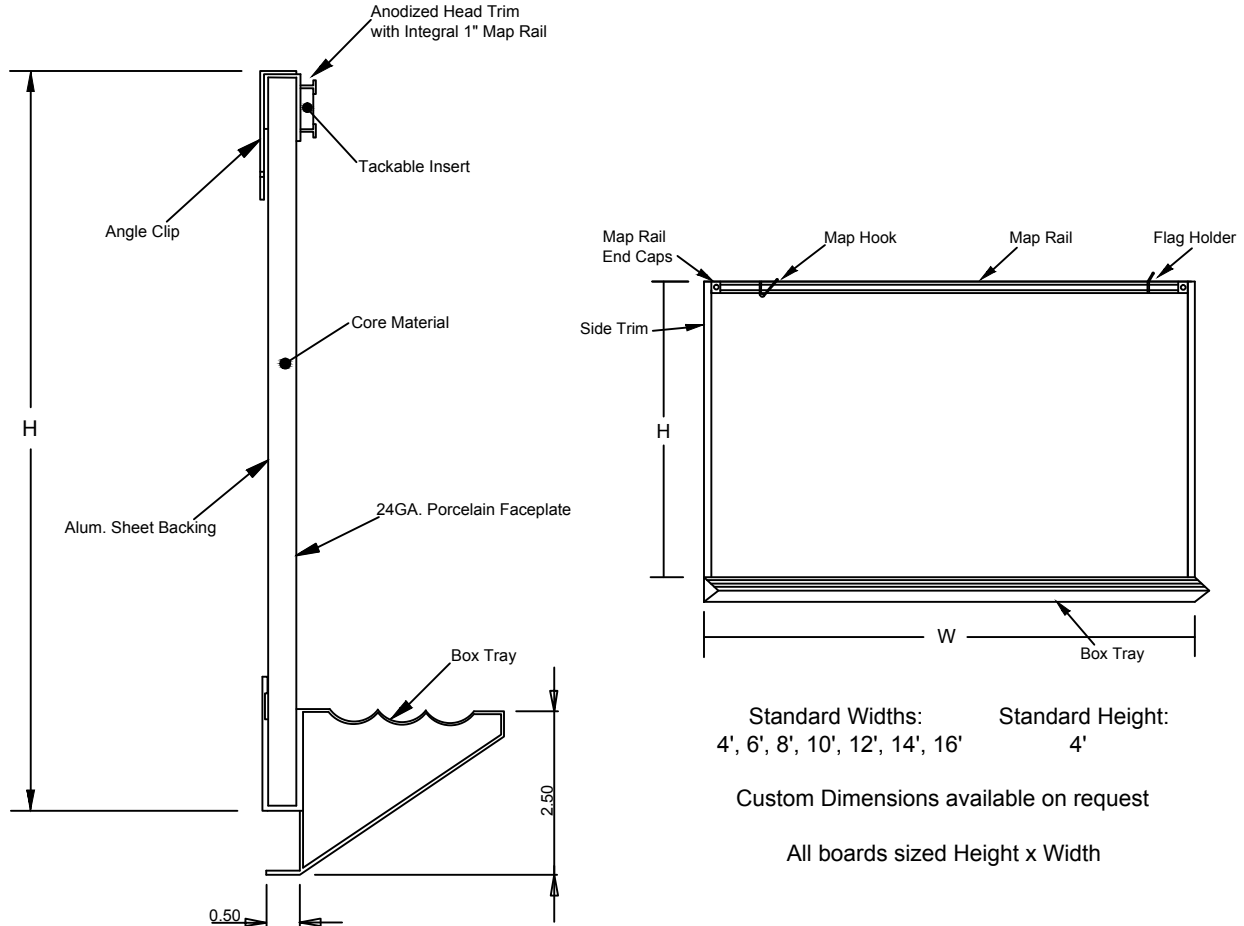 Anodized Head Trim
with Integral 1" Map Rail
Tackable Insert
Angle Clip
Core Material
H
Alum. Sheet Backing
24GA. Porcelain Faceplate
Box Tray
2.50
0.50
Map Rail
End Caps
Map Hook
Map Rail
Flag Holder
Side Trim
H
W
Box Tray
Standard Widths:
4', 6', 8', 10', 12', 14', 16'
Standard Height:
4'
Custom Dimensions available on request
All boards sized Height x Width